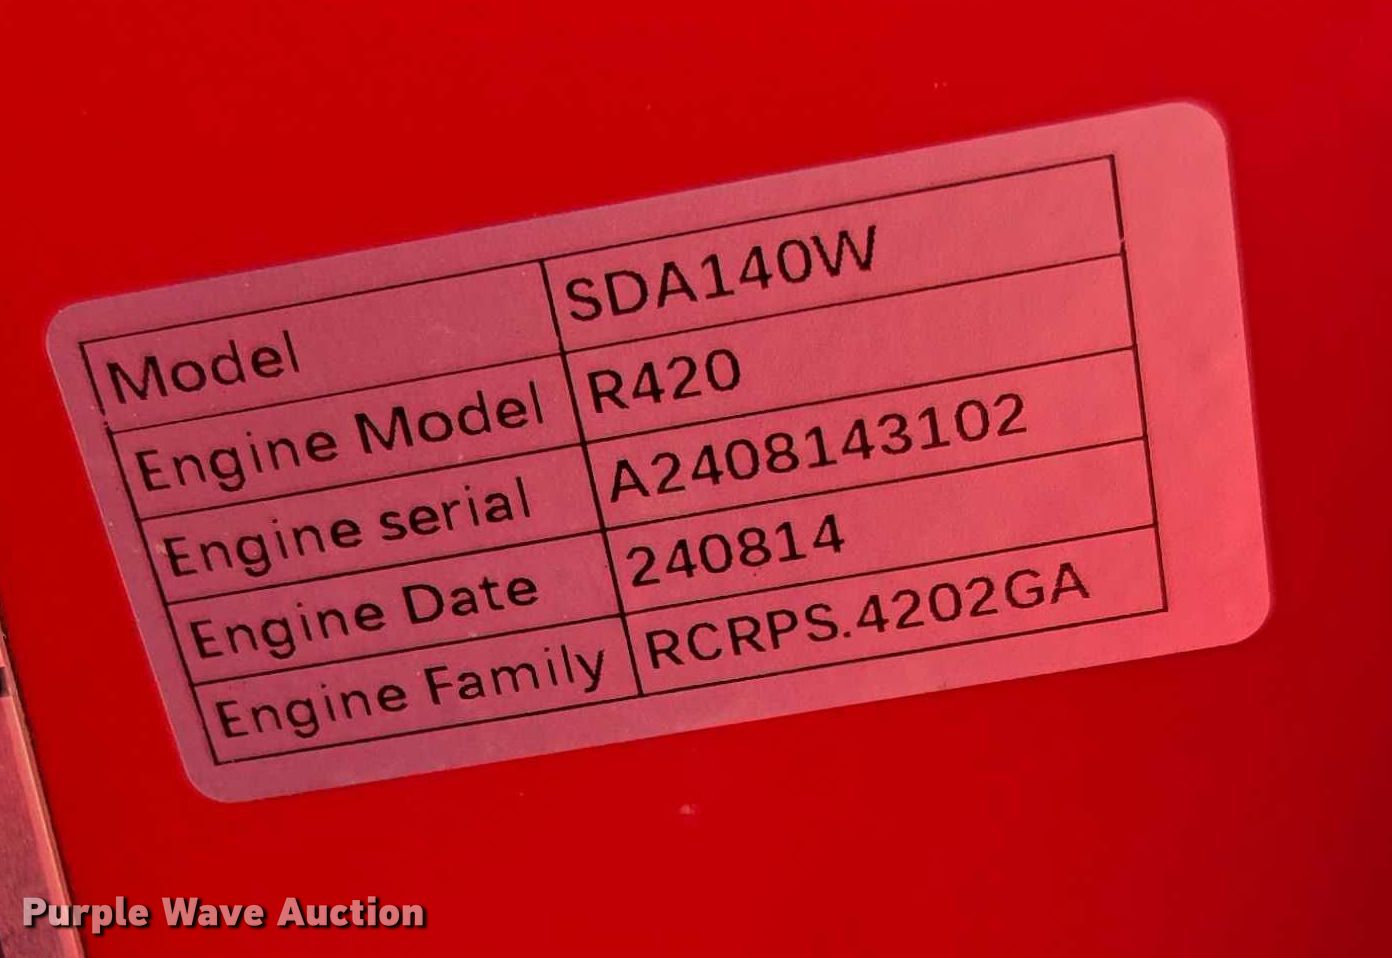 Model SDA140W
Engine Model R420
Engine serial A2408143102
Engine Date 240814
Engine Family RCRPS.4202GA
Purple Wave Auction